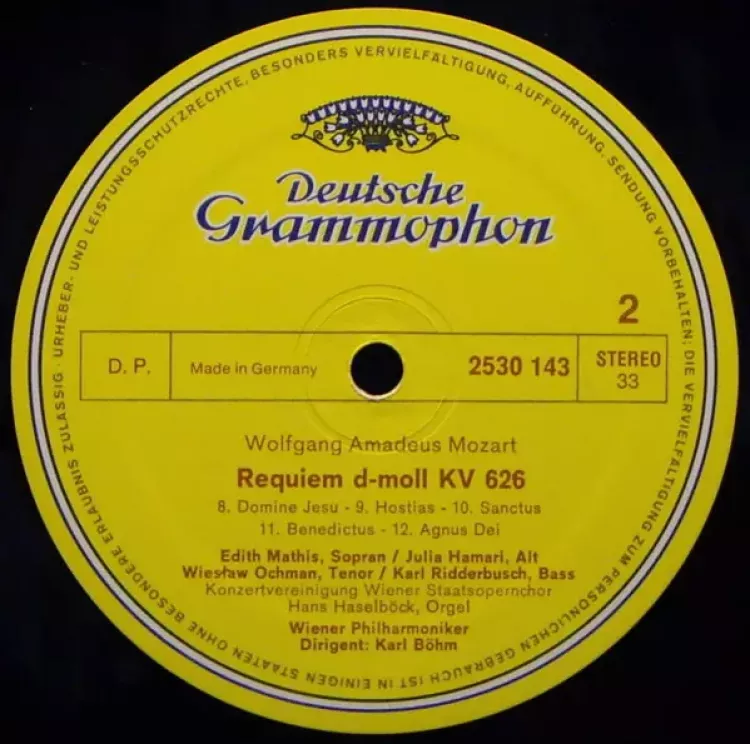 Deutsche
Grammophon
2
D. P.
Made in Germany
2530 143
STEREO
33
Wolfgang Amadeus Mozart
Requiem d-moll KV 626
8. Domine Jesu - 9. Hostias - 10. Sanctus
11. Benedictus - 12. Agnus Dei
Edith Mathis, Sopran / Julia Hamari, Alt
Wiesław Ochman, Tenor / Karl Ridderbusch, Bass
Konzertvereinigung Wiener Staatsopernchor
Hans Haselböck, Orgel
Wiener Philharmoniker
Dirigent: Karl Böhm
URHEBER- UND LEISTUNGSSCHUTZRECHTE, BESONDERS VERVIELFÄLTIGUNG, AUFFÜHRUNG, SENDUNG VORBEHALTEN; DIE VERVIELFÄLTIGUNG ZUM PERSÖNLICHEN GEBRAUCH IST IN EINIGEN STAATEN OHNE BESONDERE ERLAUBNIS ZULÄSSIG ·